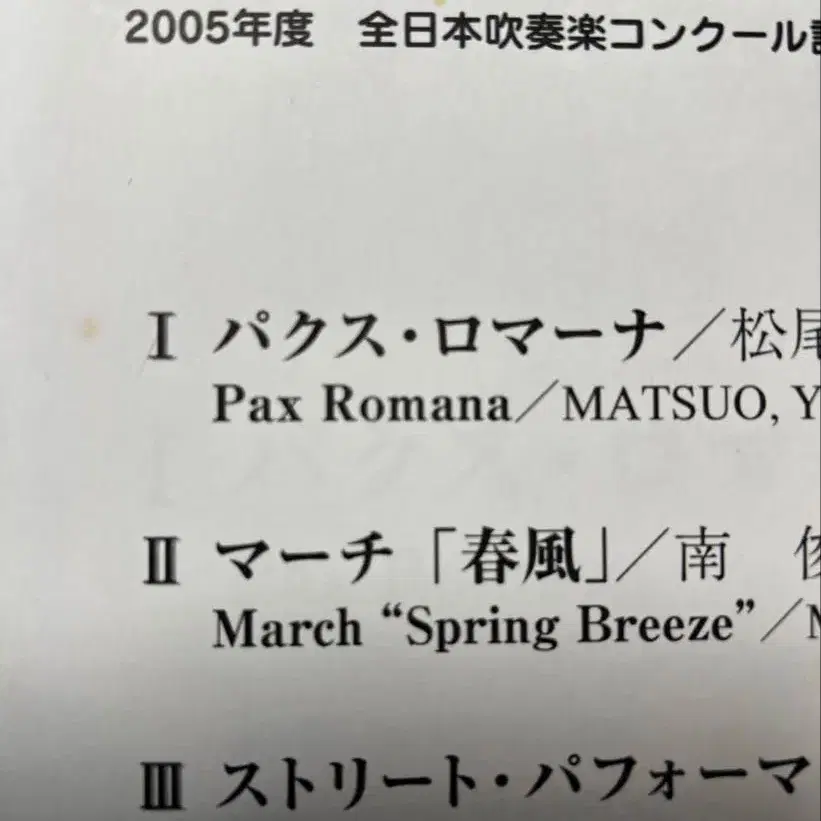 2005年度 全日本吹奏楽コンクール
Ⅰ パクス・ロマーナ／松尾
Pax Romana／MATSUO, Y
Ⅱ マーチ「春風」／南
March “Spring Breeze”／
Ⅲ ストリート・パフォーマ